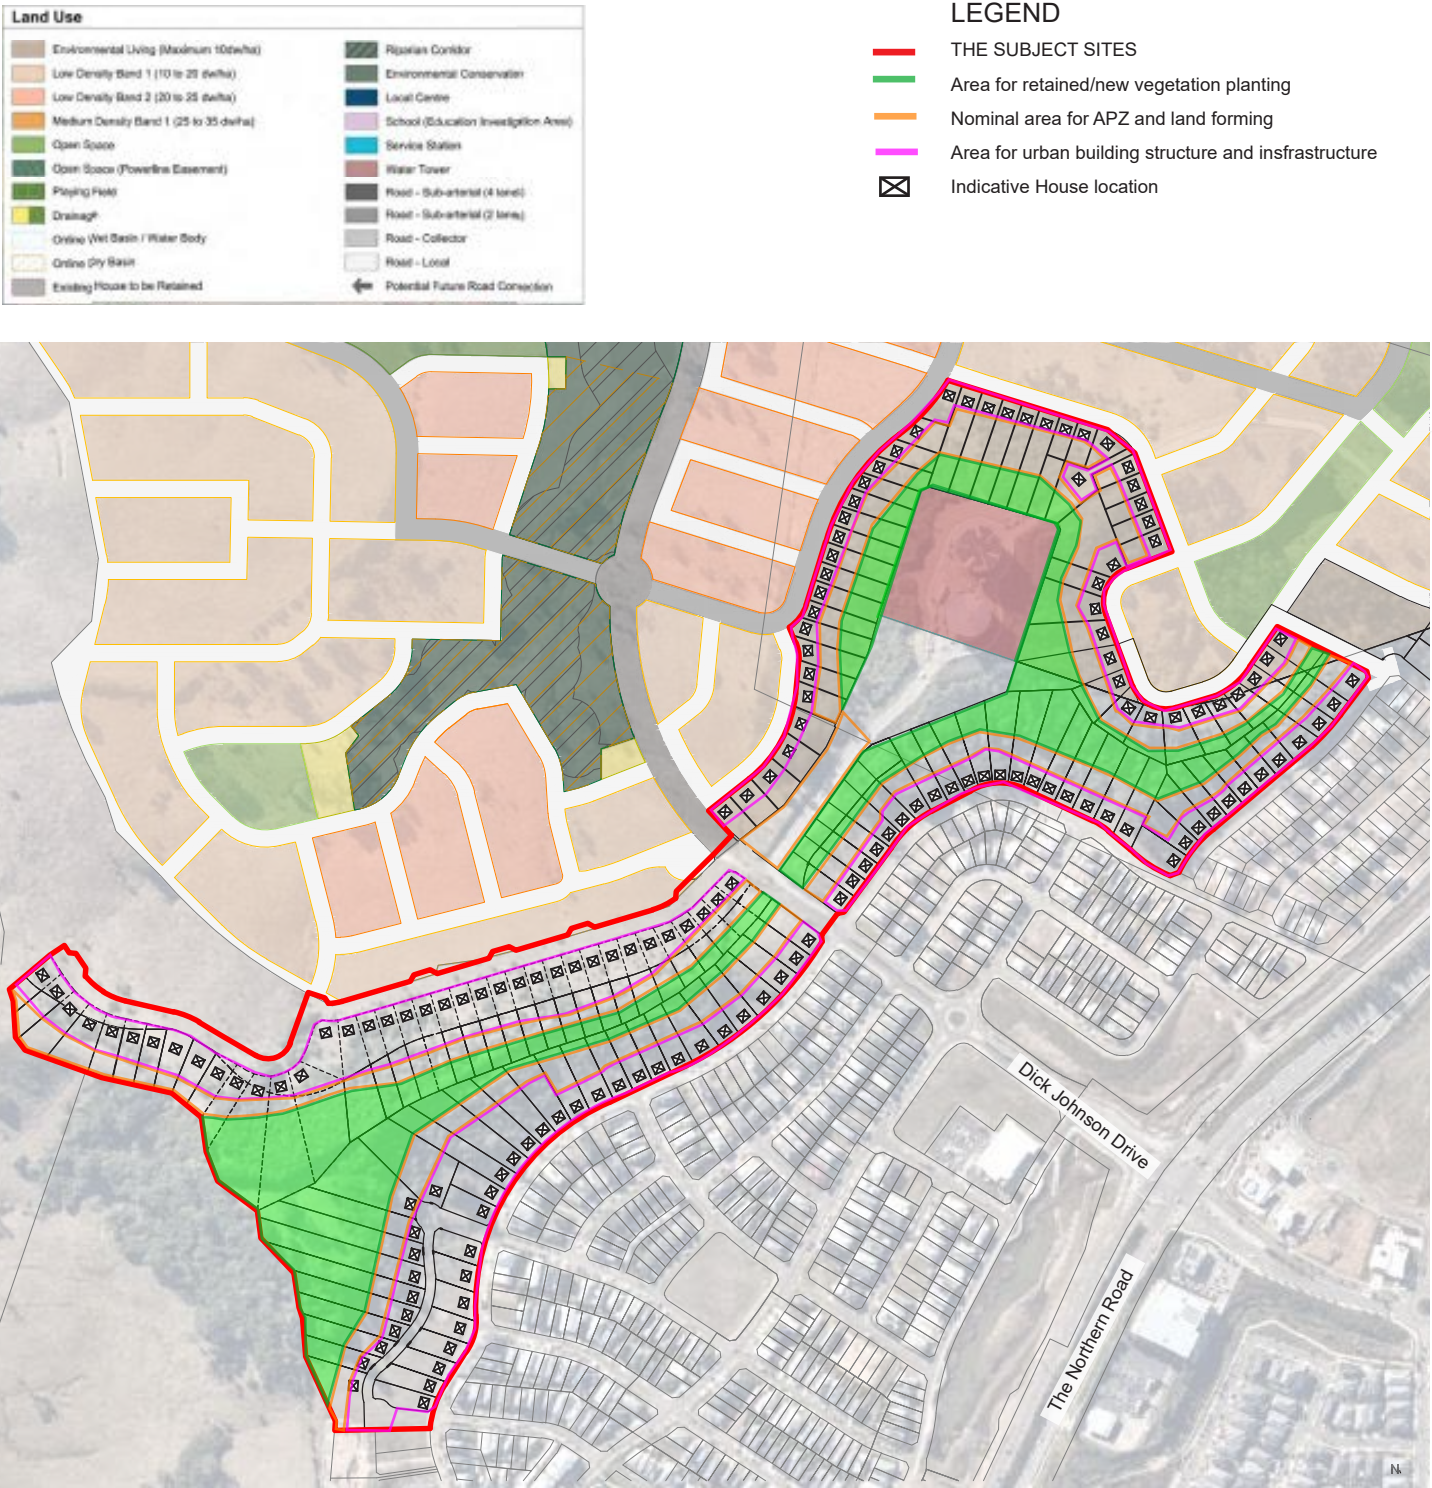 Land Use
Environmental Living (Maximum 10dw/ha)
Low Density Band 1 (10 to 20 dw/ha)
Low Density Band 2 (20 to 25 dw/ha)
Medium Density Band 1 (25 to 35 dw/ha)
Open Space
Open Space (Powerline Easement)
Playing Field
Drainage
Online Wet Basin / Water Body
Online Dry Basin
Existing House to be Retained
Riparian Corridor
Environmental Conservation
Local Centre
School (Education Investigation Area)
Service Station
Water Tower
Road - Sub-arterial (4 lanes)
Road - Sub-arterial (2 lanes)
Road - Collector
Road - Local
Potential Future Road Connection
LEGEND
THE SUBJECT SITES
Area for retained/new vegetation planting
Nominal area for APZ and land forming
Area for urban building structure and insfrastructure
Indicative House location
Dick Johnson Drive
The Northern Road
N